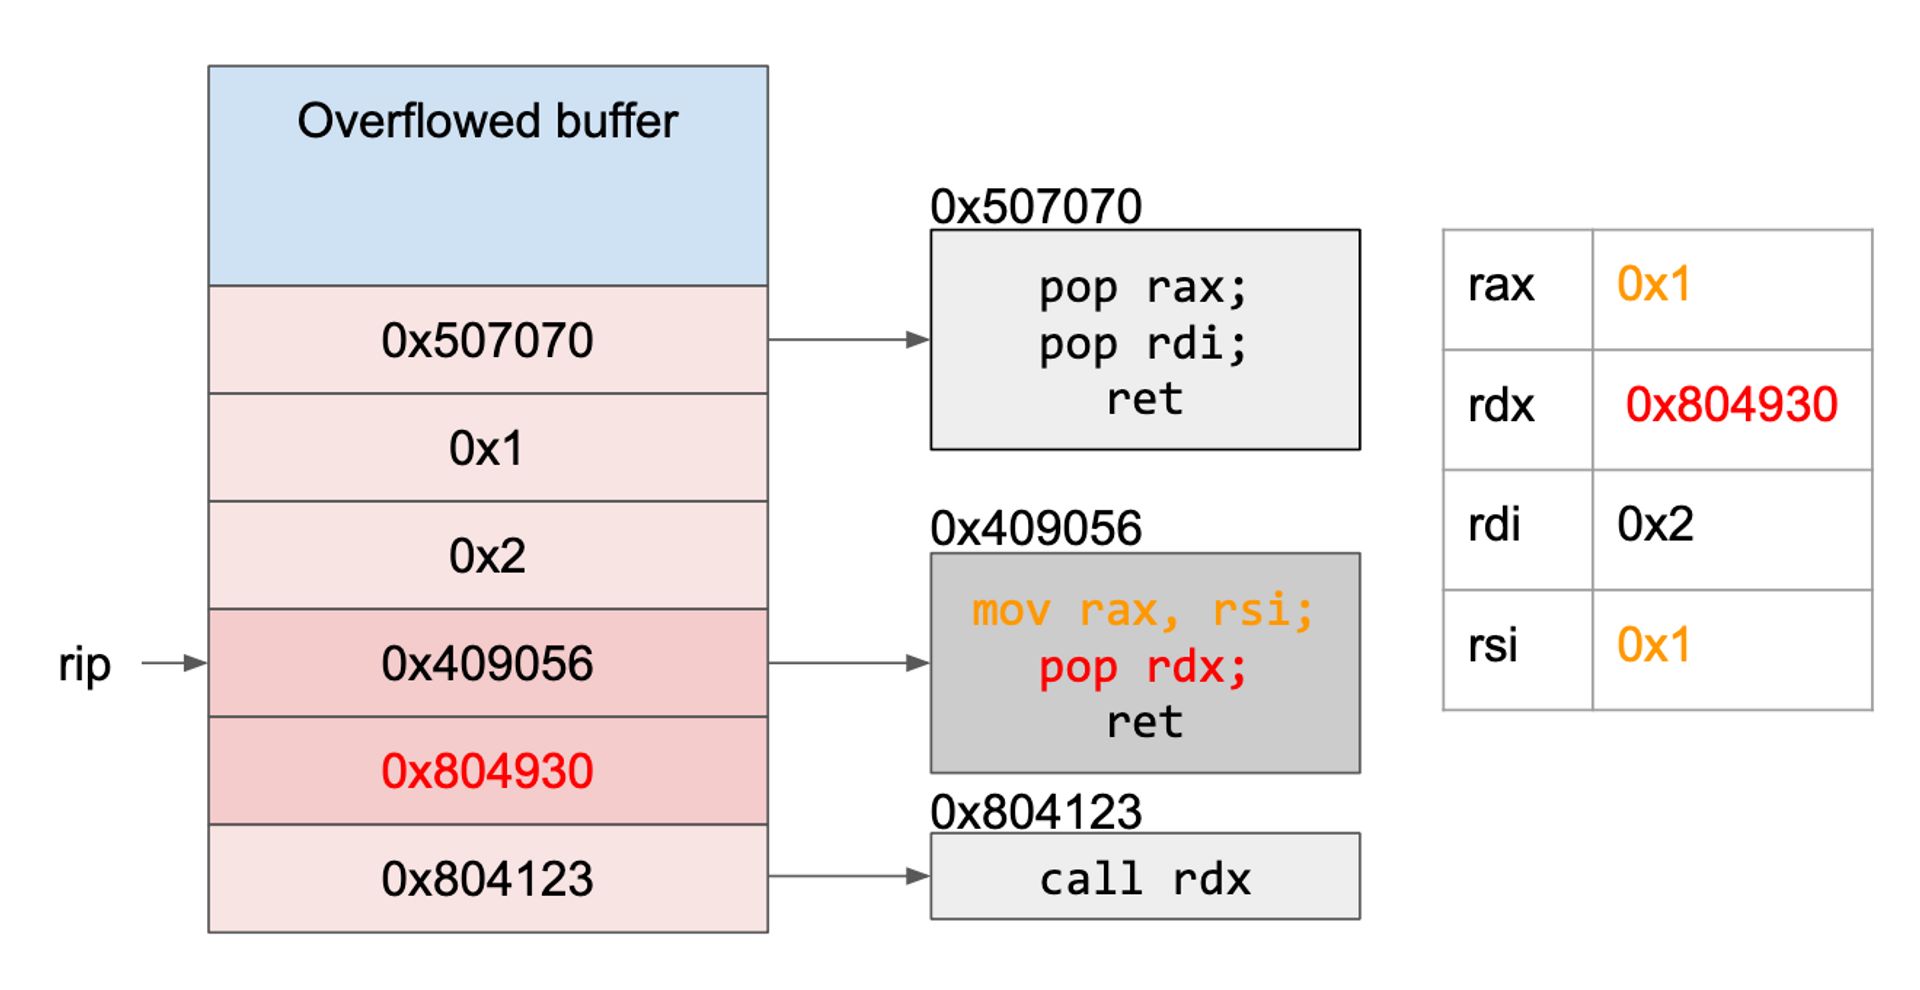 Overflowed buffer
0x507070
0x1
0x2
rip
0x409056
0x804930
0x804123
0x507070
pop rax;
pop rdi;
ret
0x409056
mov rax, rsi;
pop rdx;
ret
0x804123
call rdx
rax 0x1
rdx 0x804930
rdi 0x2
rsi 0x1